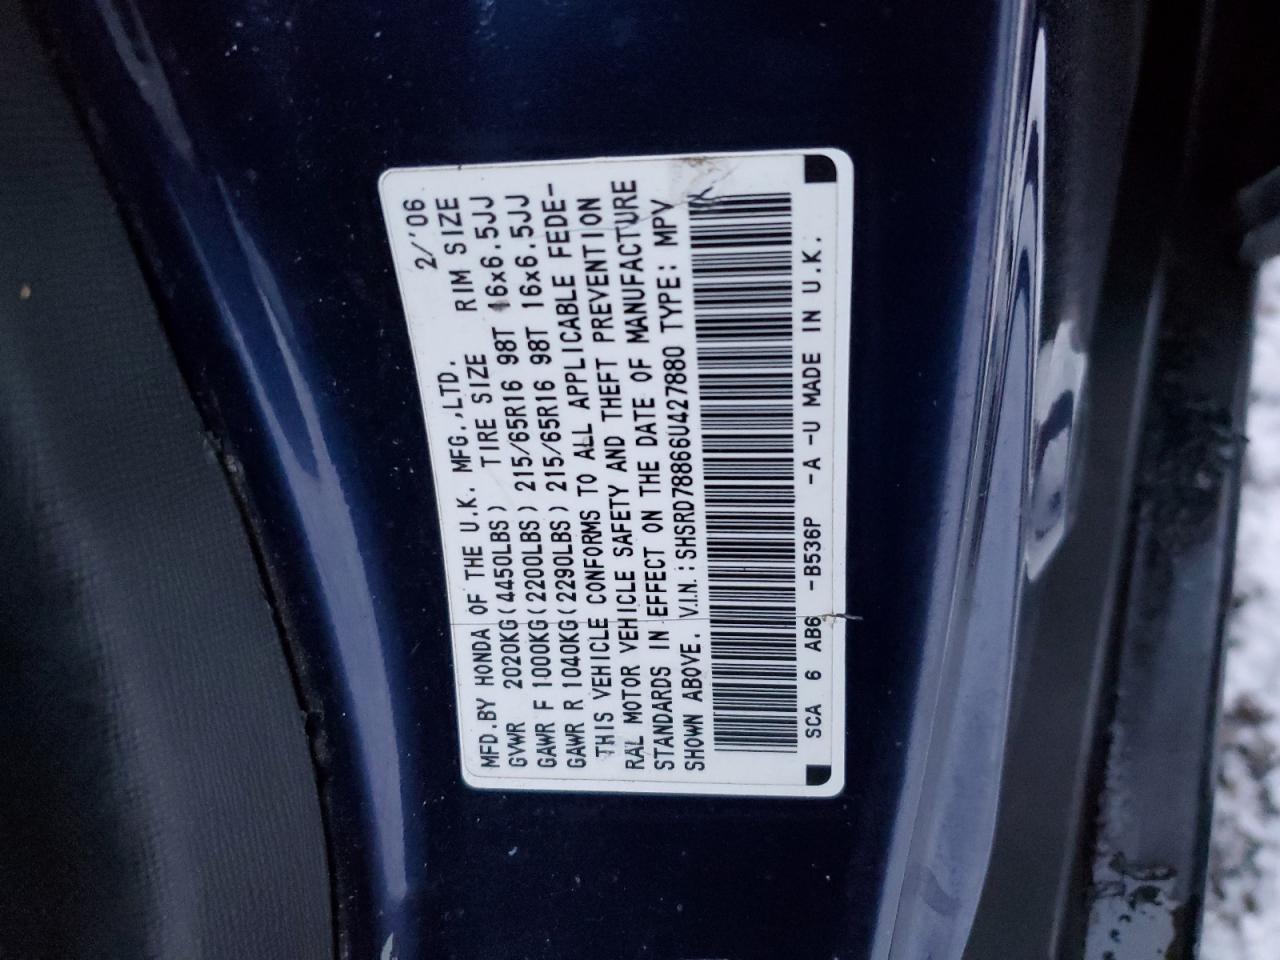 MFD.BY HONDA OF THE U.K. MFG.,LTD. 2/'06
GVWR 2020KG(4450LBS) TIRE SIZE RIM SIZE
GAWR F 1000KG(2200LBS) 215/65R16 98T 16x6.5JJ
GAWR R 1040KG(2290LBS) 215/65R16 98T 16x6.5JJ
THIS VEHICLE CONFORMS TO ALL APPLICABLE FEDE-
RAL MOTOR VEHICLE SAFETY AND THEFT PREVENTION
STANDARDS IN EFFECT ON THE DATE OF MANUFACTURE
SHOWN ABOVE. V.I.N.:SHSRD78866U427880 TYPE: MPV
SCA 6 AB6 -B536P -A -U MADE IN U.K.